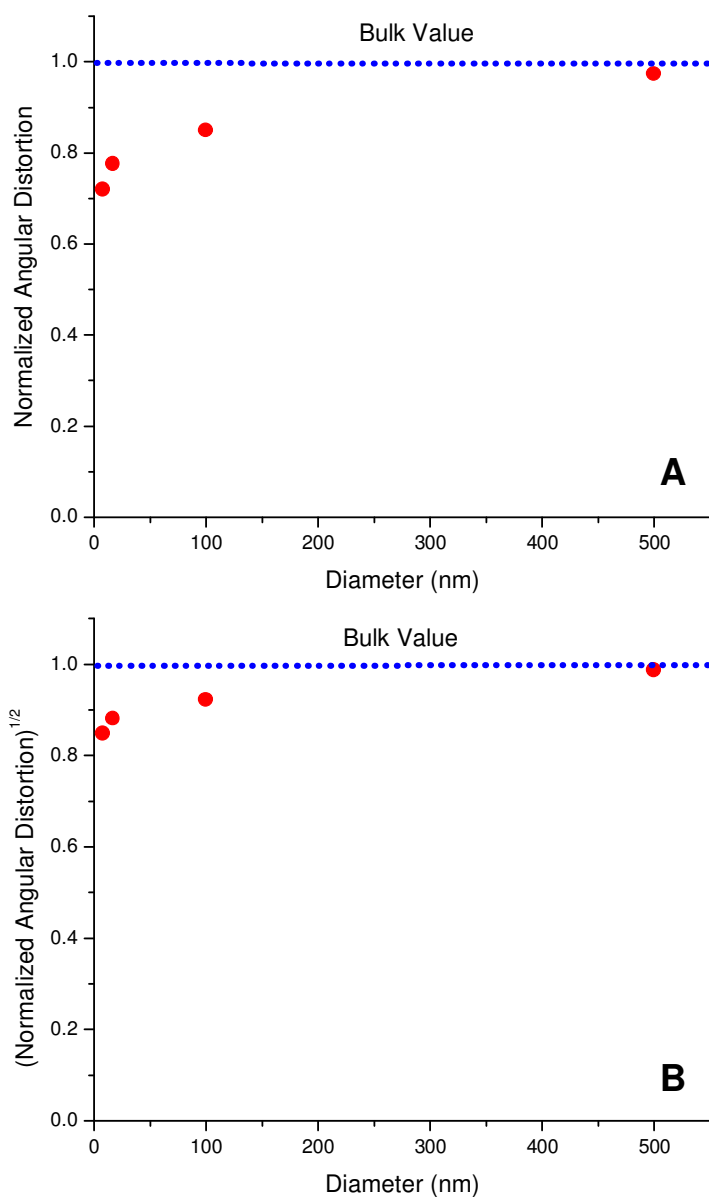 Bulk Value
1.0
0.8
0.6
0.4
0.2
0.0
Normalized Angular Distortion
A
0 100 200 300 400 500
Diameter (nm)
Bulk Value
1.0
0.8
0.6
0.4
0.2
0.0
(Normalized Angular Distortion)^{1/2}
B
0 100 200 300 400 500
Diameter (nm)